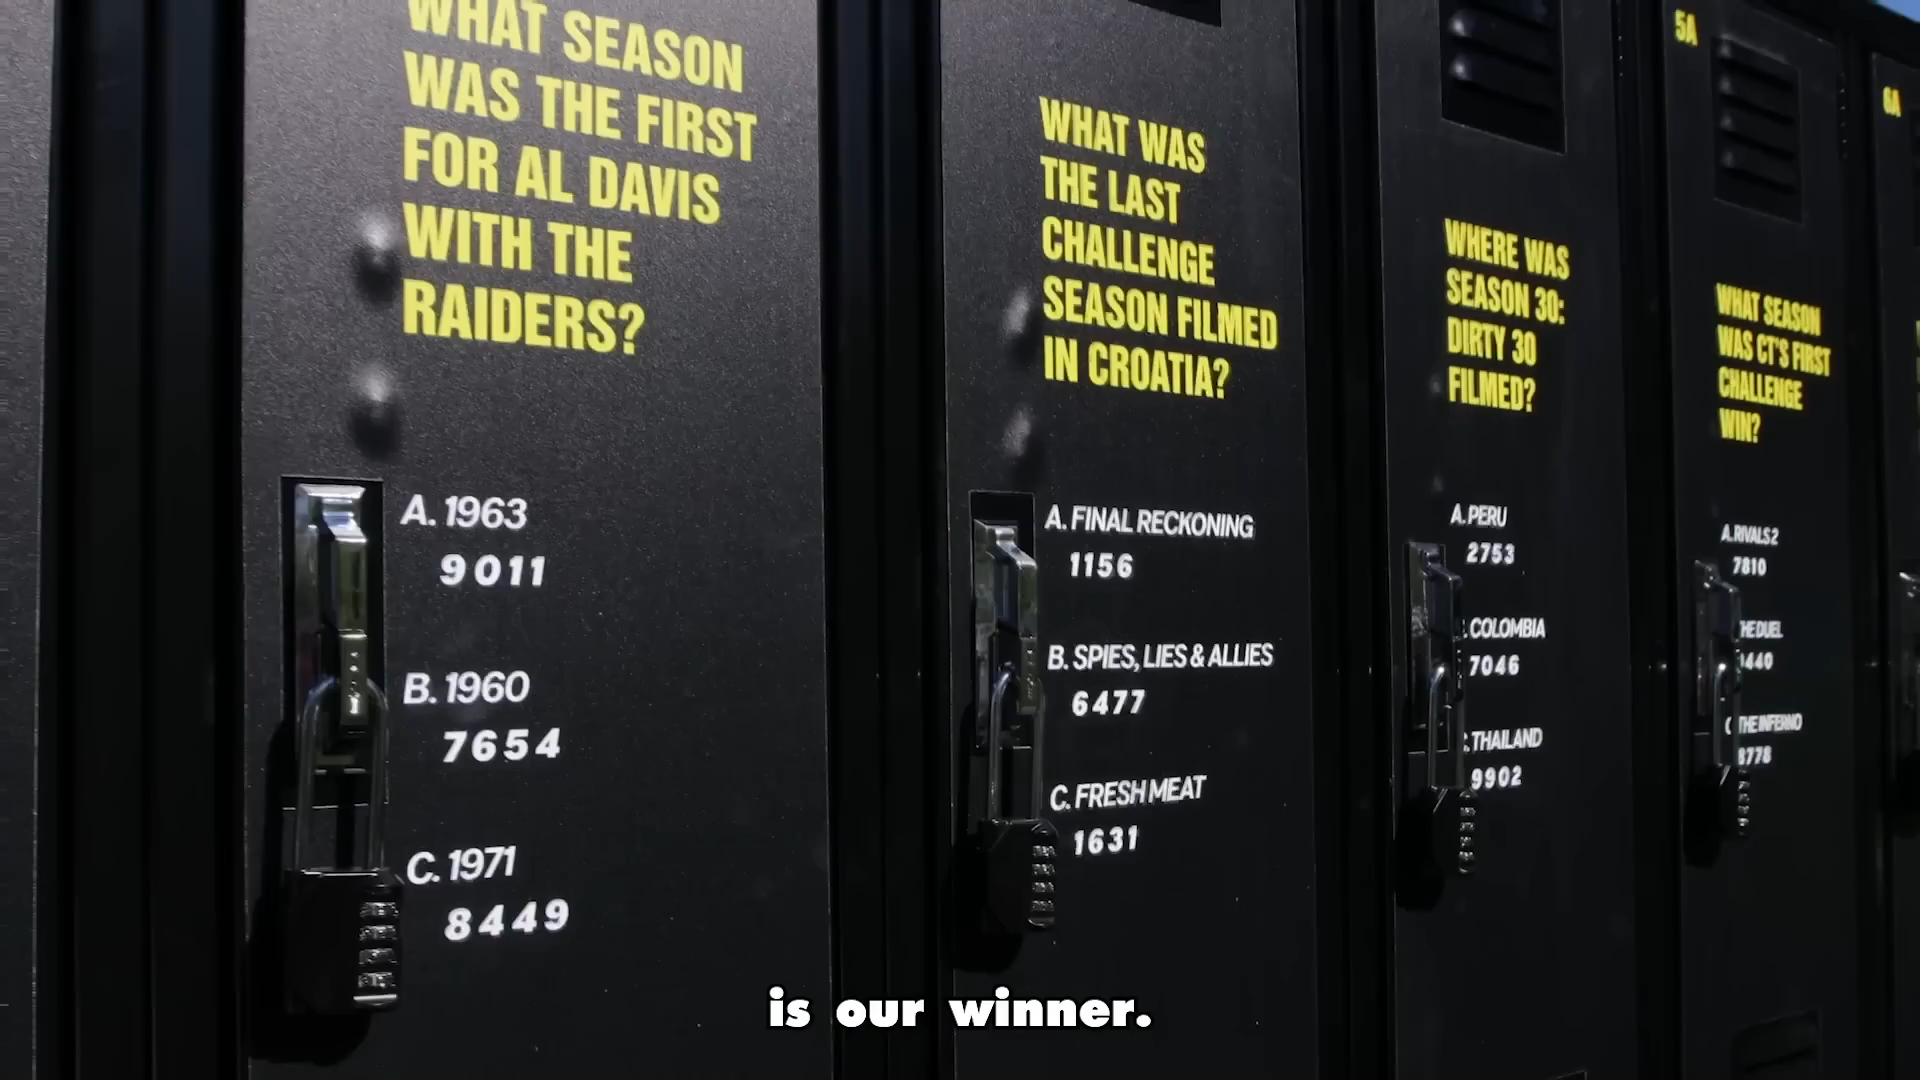 WHAT SEASON
WAS THE FIRST
FOR AL DAVIS
WITH THE
RAIDERS?
A. 1963
9011
B. 1960
7654
C. 1971
8449
WHAT WAS
THE LAST
CHALLENGE
SEASON FILMED
IN CROATIA?
A. FINAL RECKONING
1156
B. SPIES, LIES & ALLIES
6477
C. FRESH MEAT
1631
WHERE WAS
SEASON 30:
DIRTY 30
FILMED?
A. PERU
2753
COLOMBIA
7046
THAILAND
9902
5A
WHAT SEASON
WAS CT'S FIRST
CHALLENGE
WIN?
A. RIVALS 2
7810
THE DUEL
440
C. THE INFERNO
8778
6A
is our winner.